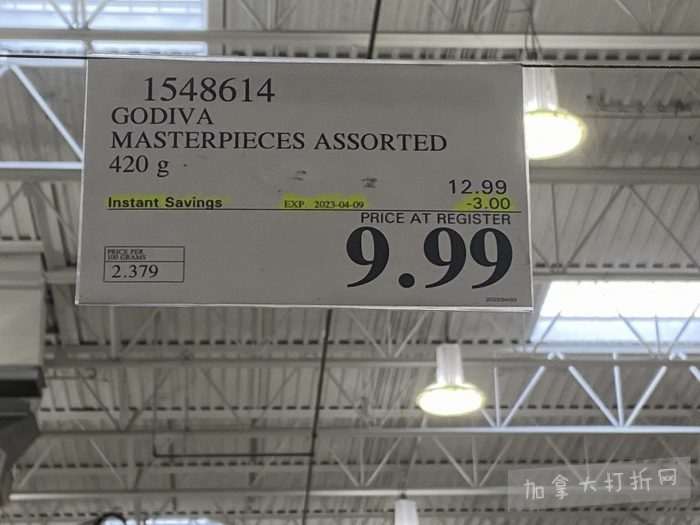 1548614
GODIVA
MASTERPIECES ASSORTED
420 g
12.99
Instant Savings EXP. 2023-04-09 -3.00
PRICE AT REGISTER
9.99
PRICE PER
100 GRAMS
2.379
加拿大打折网